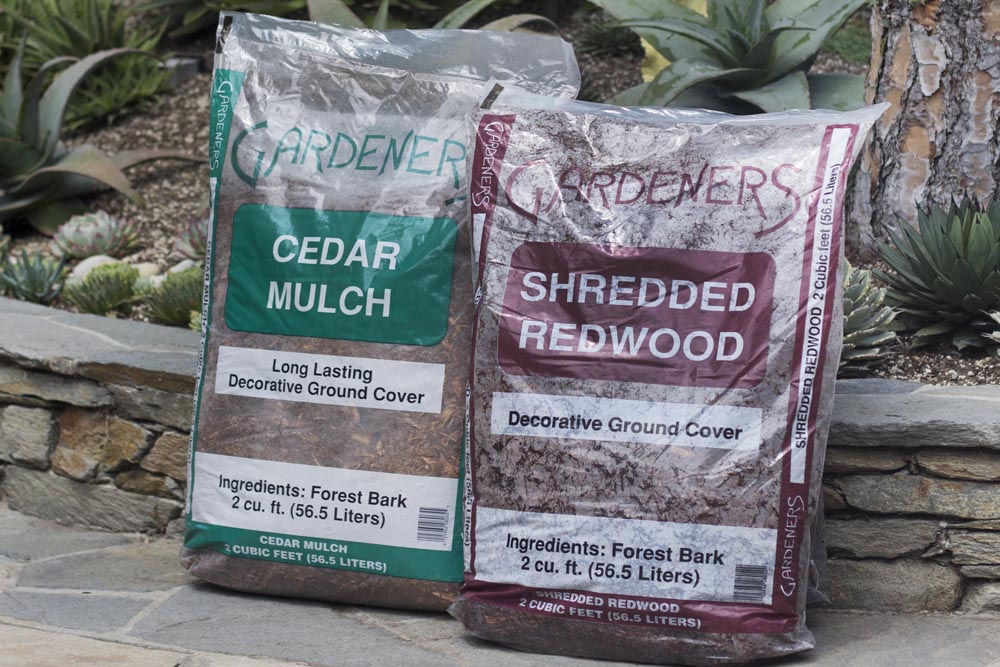 GARDENERS
GARDENER
CEDAR
MULCH
Long Lasting
Decorative Ground Cover
Ingredients: Forest Bark
2 cu. ft. (56.5 Liters)
CEDAR MULCH
2 CUBIC FEET (56.5 LITERS)
GARDENERS
GARDENERS
SHREDDED
REDWOOD
Decorative Ground Cover
Ingredients: Forest Bark
2 cu. ft. (56.5 Liters)
SHREDDED REDWOOD
2 CUBIC FEET (56.5 LITERS)
SHREDDED REDWOOD 2 Cubic feet (56.5 Liters)
GARDENERS